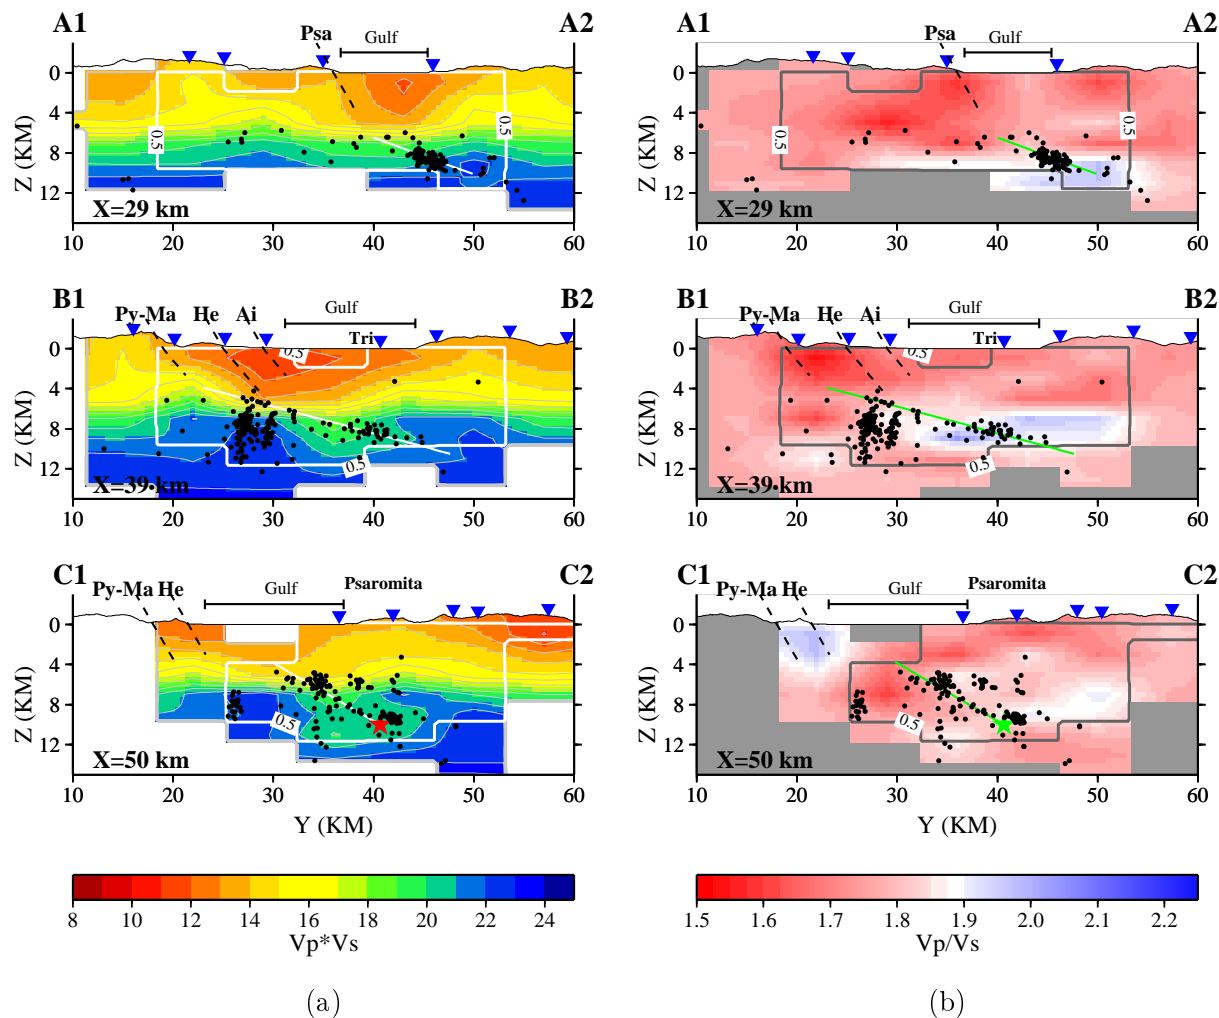 A1 A2 A1 A2
Psa Gulf Psa Gulf
0 0
4 4
8 8
12 12
Z (KM) Z (KM)
0.5 0.5 0.5 0.5
X=29 km X=29 km
10 20 30 40 50 60 10 20 30 40 50 60
B1 B2 B1 B2
Py-Ma He Ai Gulf Py-Ma He Ai Gulf
Tri Tri
0 0
4 4
8 8
12 12
Z (KM) Z (KM)
0.5 0.5 0.5 0.5
X=39 km X=39 km
10 20 30 40 50 60 10 20 30 40 50 60
C1 C2 C1 C2
Py-Ma He Gulf Psaromita Py-Ma He Gulf Psaromita
0 0
4 4
8 8
12 12
Z (KM) Z (KM)
0.5 0.5
X=50 km X=50 km
10 20 30 40 50 60 10 20 30 40 50 60
Y (KM) Y (KM)
8 10 12 14 16 18 20 22 24 1.5 1.6 1.7 1.8 1.9 2.0 2.1 2.2
Vp*Vs Vp/Vs
(a) (b)